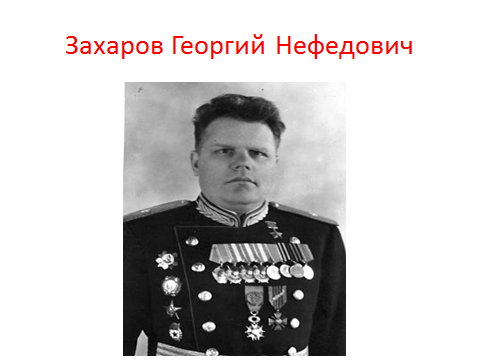 Захаров Георгий Нефедович